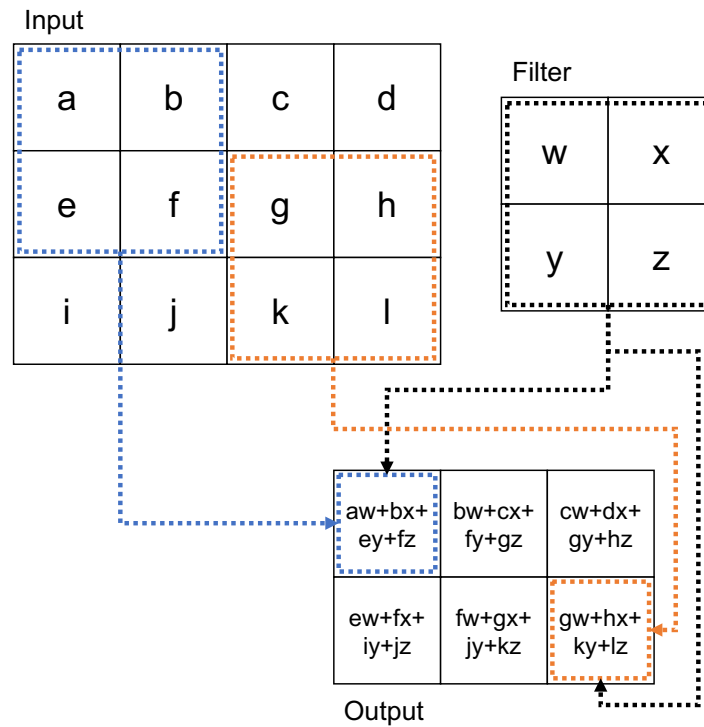 Input
a b c d
e f g h
i j k l
Filter
w x
y z
aw+bx+
ey+fz
bw+cx+
fy+gz
cw+dx+
gy+hz
ew+fx+
iy+jz
fw+gx+
jy+kz
gw+hx+
ky+lz
Output